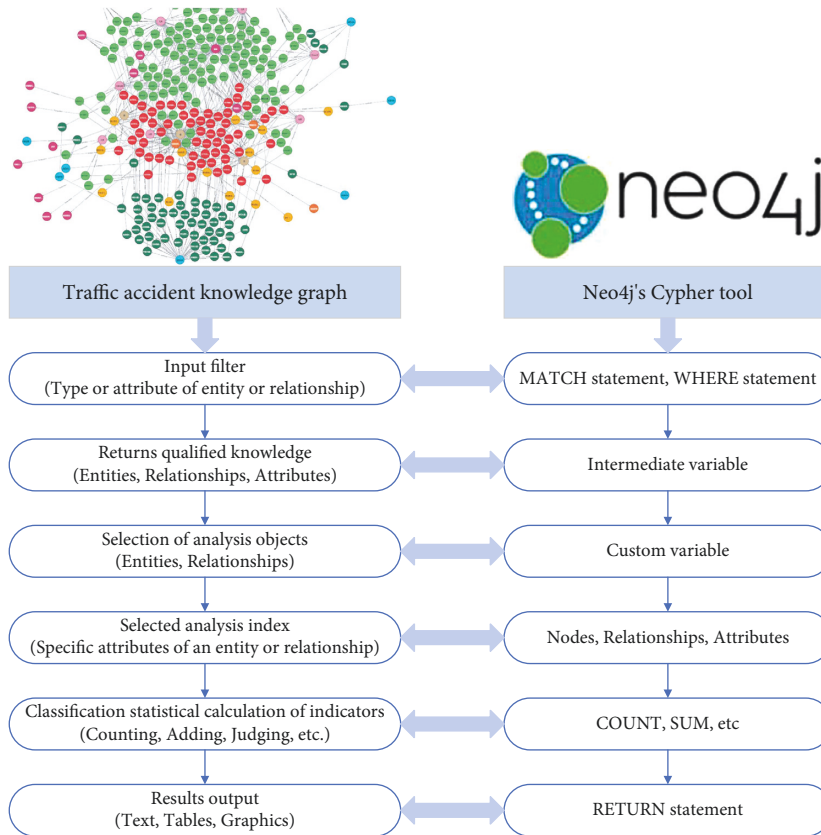 neo4j
Traffic accident knowledge graph
Neo4j's Cypher tool
Input filter
(Type or attribute of entity or relationship)
MATCH statement, WHERE statement
Returns qualified knowledge
(Entities, Relationships, Attributes)
Intermediate variable
Selection of analysis objects
(Entities, Relationships)
Custom variable
Selected analysis index
(Specific attributes of an entity or relationship)
Nodes, Relationships, Attributes
Classification statistical calculation of indicators
(Counting, Adding, Judging, etc.)
COUNT, SUM, etc
Results output
(Text, Tables, Graphics)
RETURN statement